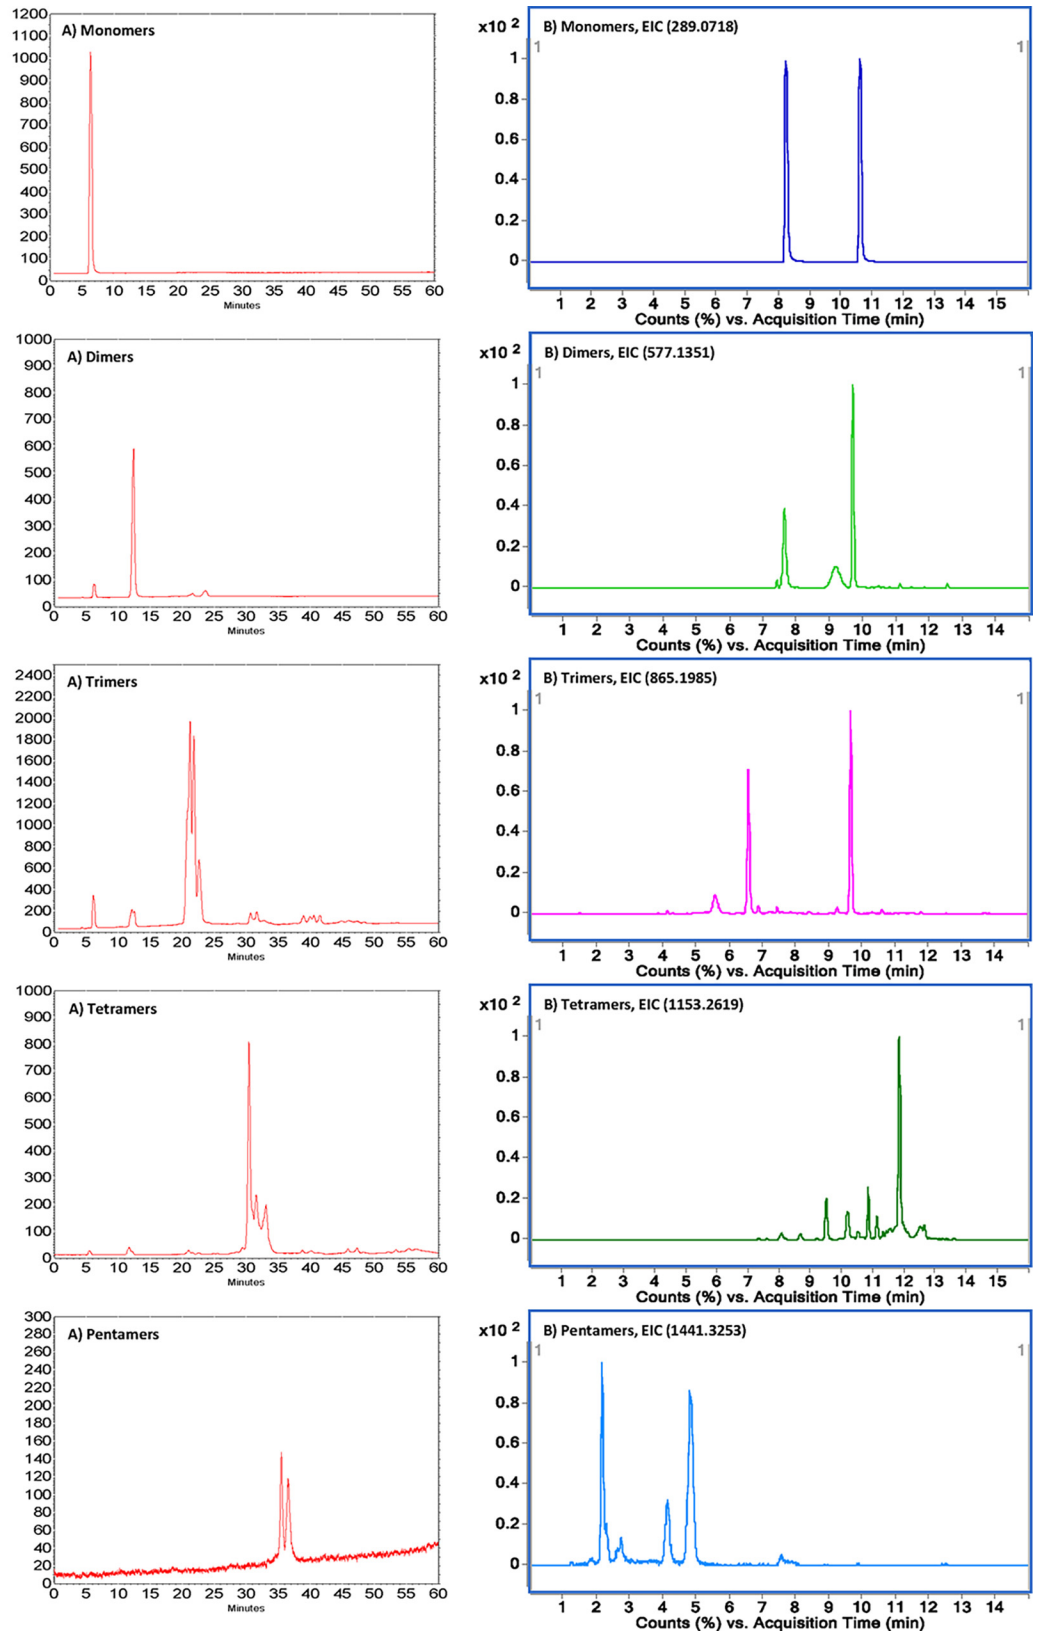 A) Monomers
1200
1100
1000
900
800
700
600
500
400
300
200
100
0
0 5 10 15 20 25 30 35 40 45 50 55 60
Minutes
B) Monomers, EIC (289.0718)
x10 2
1 1
1
0.8
0.6
0.4
0.2
0
1 2 3 4 5 6 7 8 9 10 11 12 13 14 15
Counts (%) vs. Acquisition Time (min)
A) Dimers
1000
900
800
700
600
500
400
300
200
100
0
0 5 10 15 20 25 30 35 40 45 50 55 60
Minutes
B) Dimers, EIC (577.1351)
x10 2
1 1
1
0.8
0.6
0.4
0.2
0
1 2 3 4 5 6 7 8 9 10 11 12 13 14
Counts (%) vs. Acquisition Time (min)
A) Trimers
2400
2200
2000
1800
1600
1400
1200
1000
800
600
400
200
0
0 5 10 15 20 25 30 35 40 45 50 55 60
Minutes
B) Trimers, EIC (865.1985)
x10 2
1 1
1
0.8
0.6
0.4
0.2
0
1 2 3 4 5 6 7 8 9 10 11 12 13 14
Counts (%) vs. Acquisition Time (min)
A) Tetramers
1000
900
800
700
600
500
400
300
200
100
0
0 5 10 15 20 25 30 35 40 45 50 55 60
Minutes
B) Tetramers, EIC (1153.2619)
x10 2
1 1
1
0.8
0.6
0.4
0.2
0
1 2 3 4 5 6 7 8 9 10 11 12 13 14 15
Counts (%) vs. Acquisition Time (min)
A) Pentamers
300
280
260
240
220
200
180
160
140
120
100
80
60
40
20
0
0 5 10 15 20 25 30 35 40 45 50 55 60
Minutes
B) Pentamers, EIC (1441.3253)
x10 2
1 1
1
0.8
0.6
0.4
0.2
0
1 2 3 4 5 6 7 8 9 10 11 12 13 14
Counts (%) vs. Acquisition Time (min)